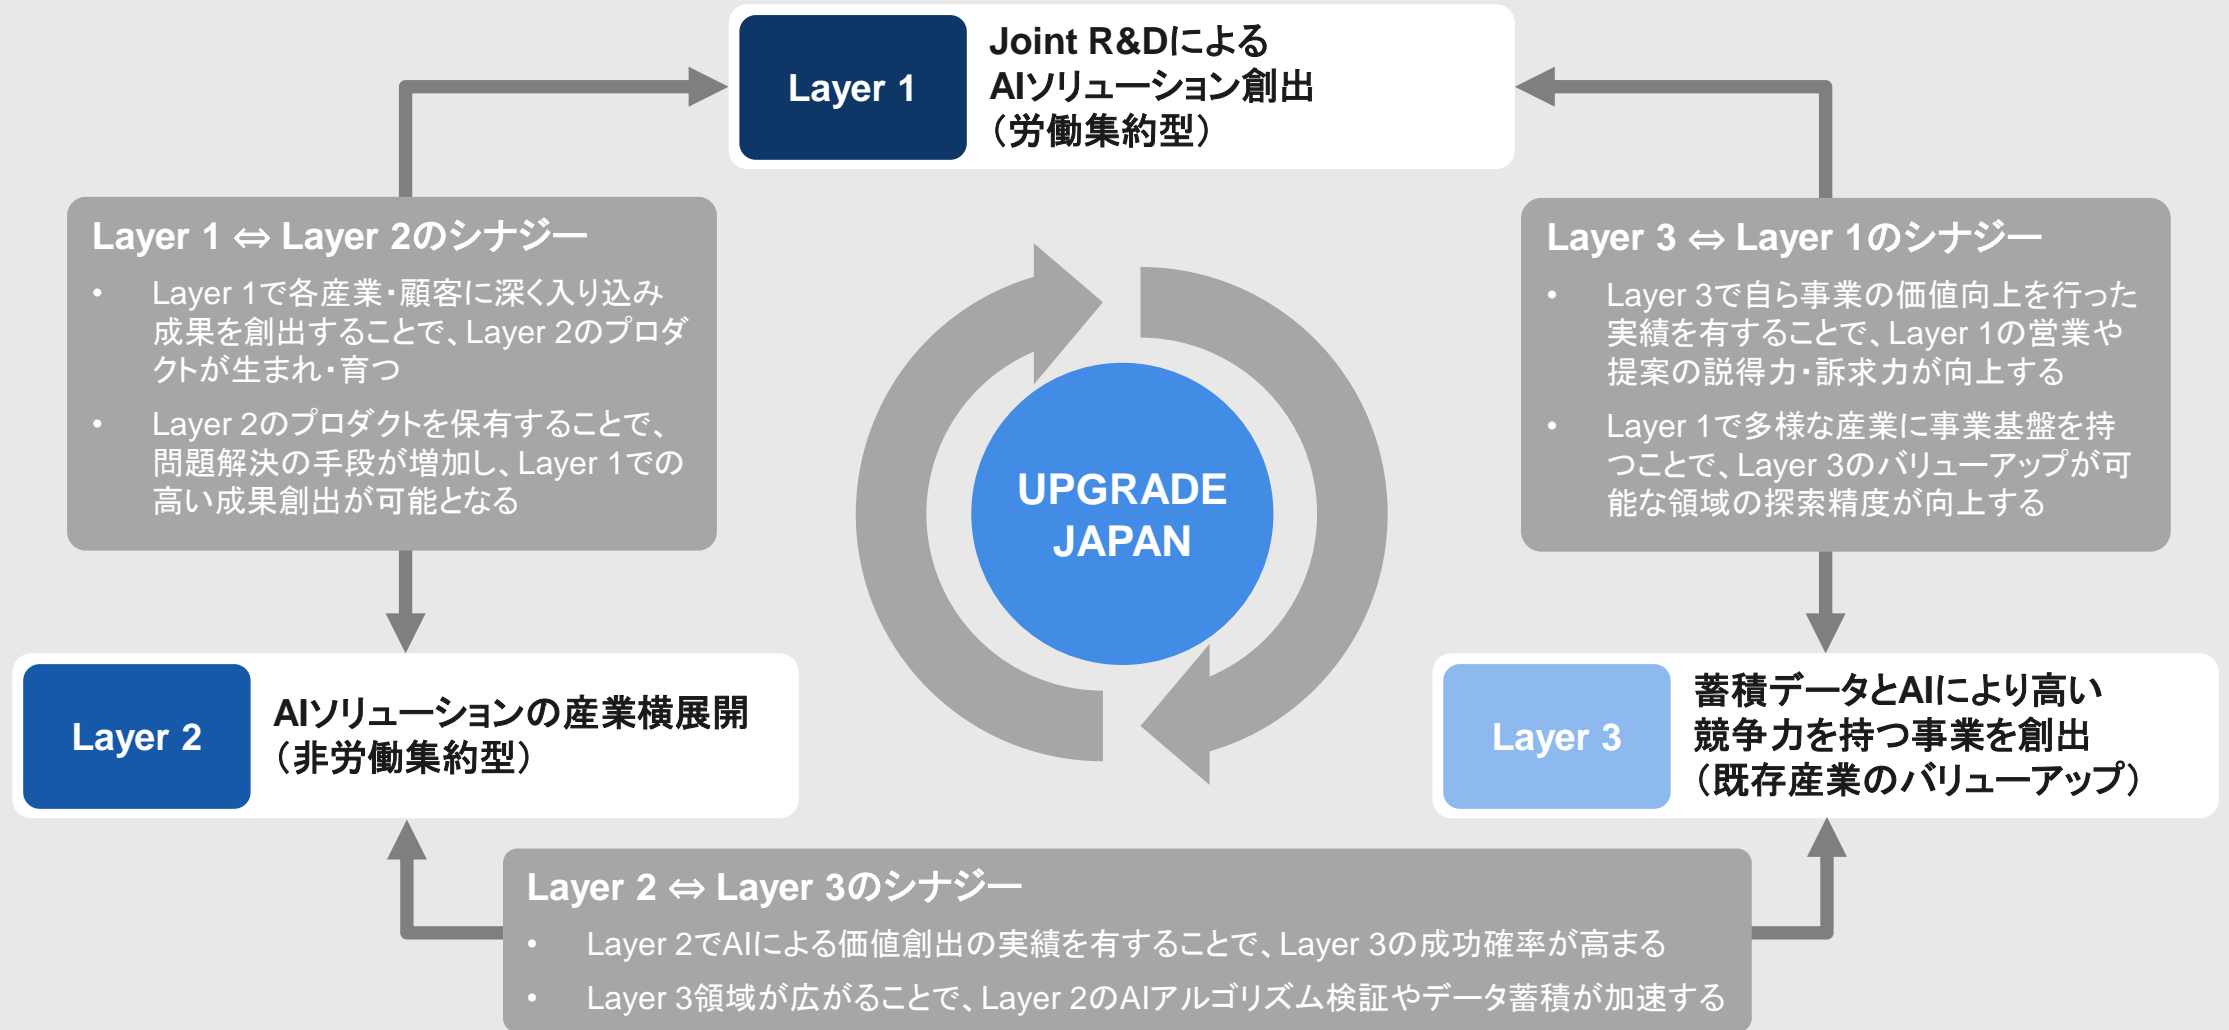 Layer 1
Joint R&Dによる
AIソリューション創出
（労働集約型）
Layer 1 ⇔ Layer 2のシナジー
• Layer 1で各産業・顧客に深く入り込み
成果を創出することで、Layer 2のプロダ
クトが生まれ・育つ
• Layer 2のプロダクトを保有することで、
問題解決の手段が増加し、Layer 1での
高い成果創出が可能となる
Layer 3 ⇔ Layer 1のシナジー
• Layer 3で自ら事業の価値向上を行った
実績を有することで、Layer 1の営業や
提案の説得力・訴求力が向上する
• Layer 1で多様な産業に事業基盤を持
つことで、Layer 3のバリューアップが可
能な領域の探索精度が向上する
UPGRADE
JAPAN
Layer 2
AIソリューションの産業横展開
（非労働集約型）
Layer 3
蓄積データとAIにより高い
競争力を持つ事業を創出
（既存産業のバリューアップ）
Layer 2 ⇔ Layer 3のシナジー
• Layer 2でAIによる価値創出の実績を有することで、Layer 3の成功確率が高まる
• Layer 3領域が広がることで、Layer 2のAIアルゴリズム検証やデータ蓄積が加速する